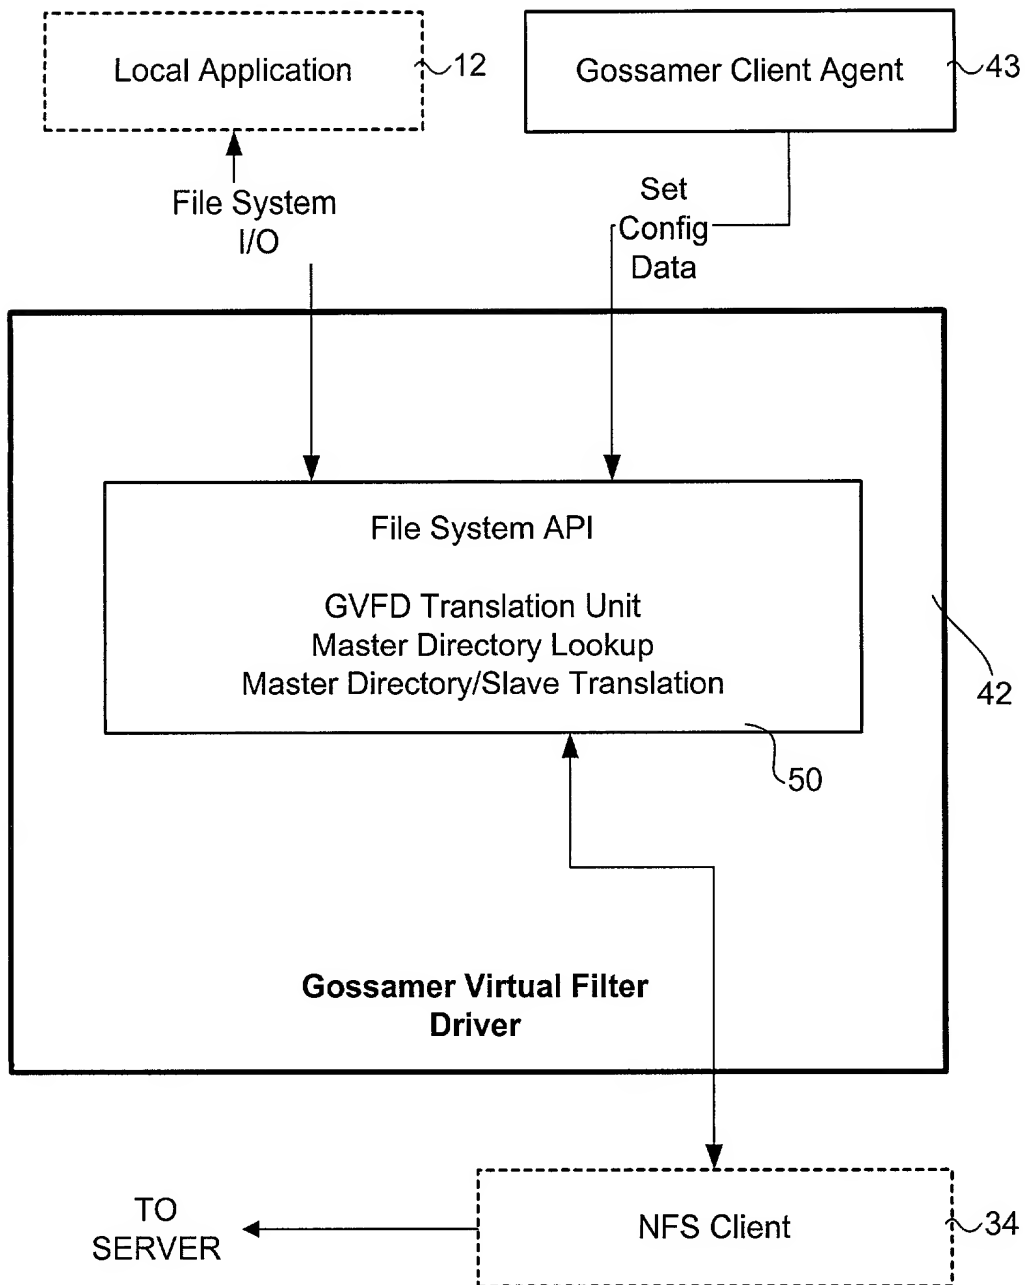 Local Application
12
Gossamer Client Agent
43
File System
I/O
Set
Config
Data
File System API
GVFD Translation Unit
Master Directory Lookup
Master Directory/Slave Translation
42
50
Gossamer Virtual Filter
Driver
TO
SERVER
NFS Client
34